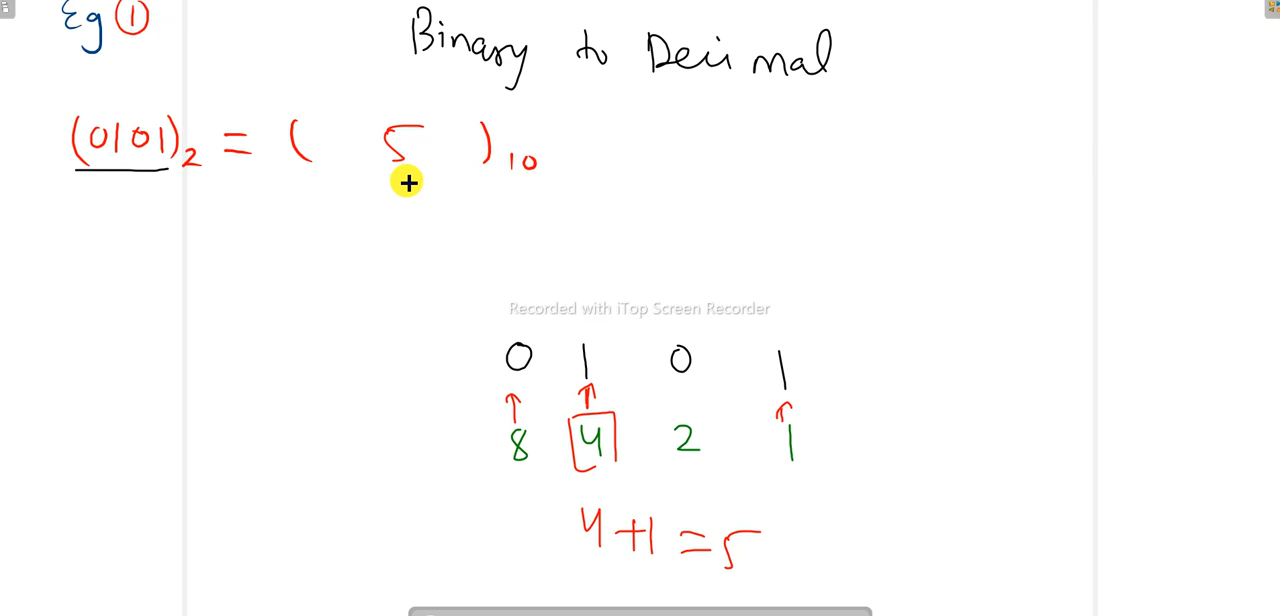 Eg ①
Binary to Decimal
(0101)₂ = ( 5 )₁₀
Recorded with iTop Screen Recorder
0 1 0 1
↑ ↑ ↑
8 4 2 1
4+1=5